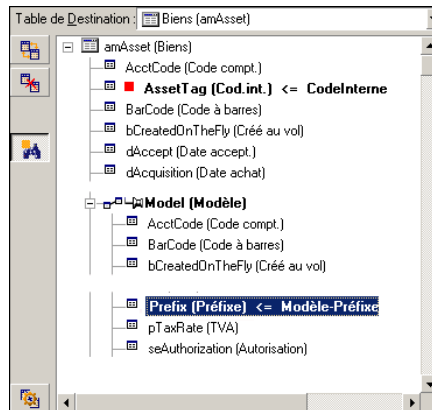 Table de Destination : Biens (amAsset)
amAsset (Biens)
AcctCode (Code compt.)
AssetTag (Cod.int.) <= CodeInterne
BarCode (Code à barres)
bCreatedOnTheFly (Créé au vol)
dAccept (Date accept.)
dAcquisition (Date achat)
Model (Modèle)
AcctCode (Code compt.)
BarCode (Code à barres)
bCreatedOnTheFly (Créé au vol)
Prefix (Préfixe) <= Modèle-Préfixe
pTaxRate (TVA)
seAuthorization (Autorisation)